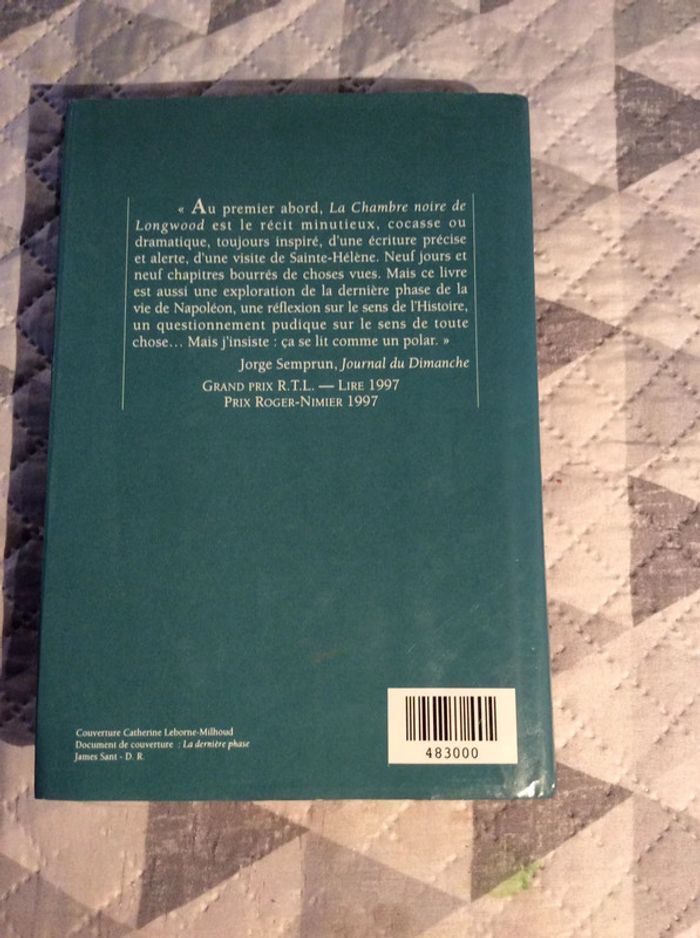 « Au premier abord, La Chambre noire de
Longwood est le récit minutieux, cocasse ou
dramatique, toujours inspiré, d'une écriture précise
et alerte, d'une visite de Sainte-Hélène. Neuf jours et
neuf chapitres bourrés de choses vues. Mais ce livre
est aussi une exploration de la dernière phase de la
vie de Napoléon, une réflexion sur le sens de l'Histoire,
un questionnement pudique sur le sens de toute
chose… Mais j'insiste : ça se lit comme un polar. »
Jorge Semprun, Journal du Dimanche
GRAND PRIX R.T.L. — LIRE 1997
PRIX ROGER-NIMIER 1997
Couverture Catherine Leborne-Milhoud
Document de couverture : La dernière phase
James Sant - D. R.
483000